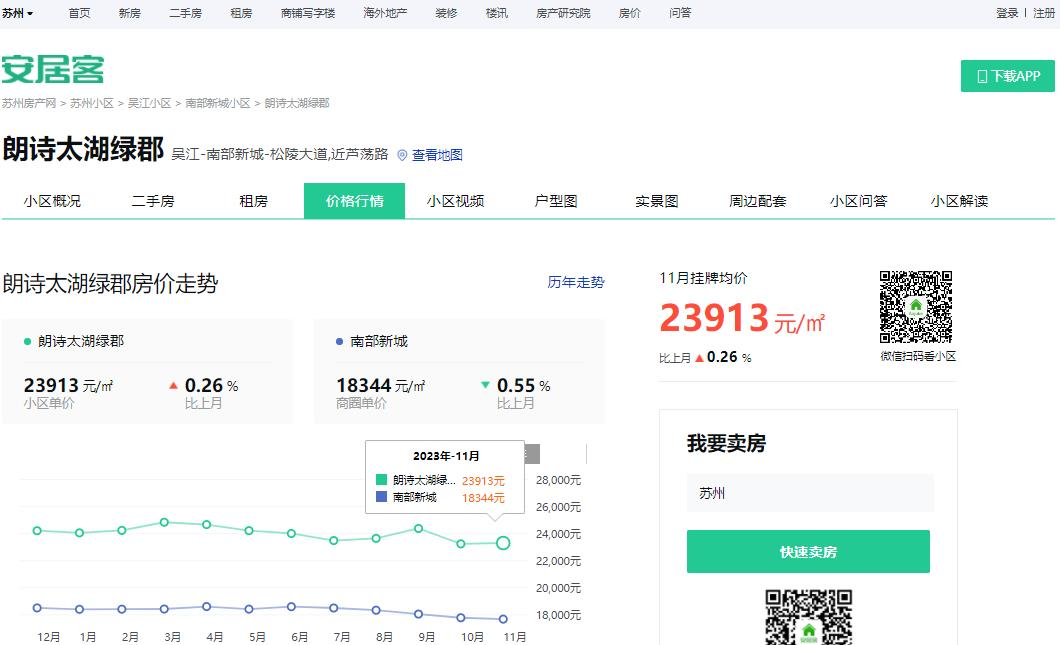 苏州 首页 新房 二手房 租房 商铺写字楼 海外地产 装修 楼讯 房产研究院 房价 问答 登录 | 注册
安居客
下载APP
苏州房产网 > 苏州小区 > 吴江小区 > 南部新城小区 > 朗诗太湖绿郡
朗诗太湖绿郡 吴江-南部新城-松陵大道,近芦荡路 查看地图
小区概况 二手房 租房 价格行情 小区视频 户型图 实景图 周边配套 小区问答 小区解读
朗诗太湖绿郡房价走势 历年走势
朗诗太湖绿郡
23913 元/㎡ 0.26 %
小区单价 比上月
南部新城
18344 元/㎡ 0.55 %
商圈单价 比上月
2023年-11月
朗诗太湖绿... 23913元
南部新城 18344元
28,000元
26,000元
24,000元
22,000元
20,000元
18,000元
12月 1月 2月 3月 4月 5月 6月 7月 8月 9月 10月 11月
11月挂牌均价
23913 元/㎡
比上月 0.26 %
微信扫码看小区
我要卖房
苏州
快速卖房